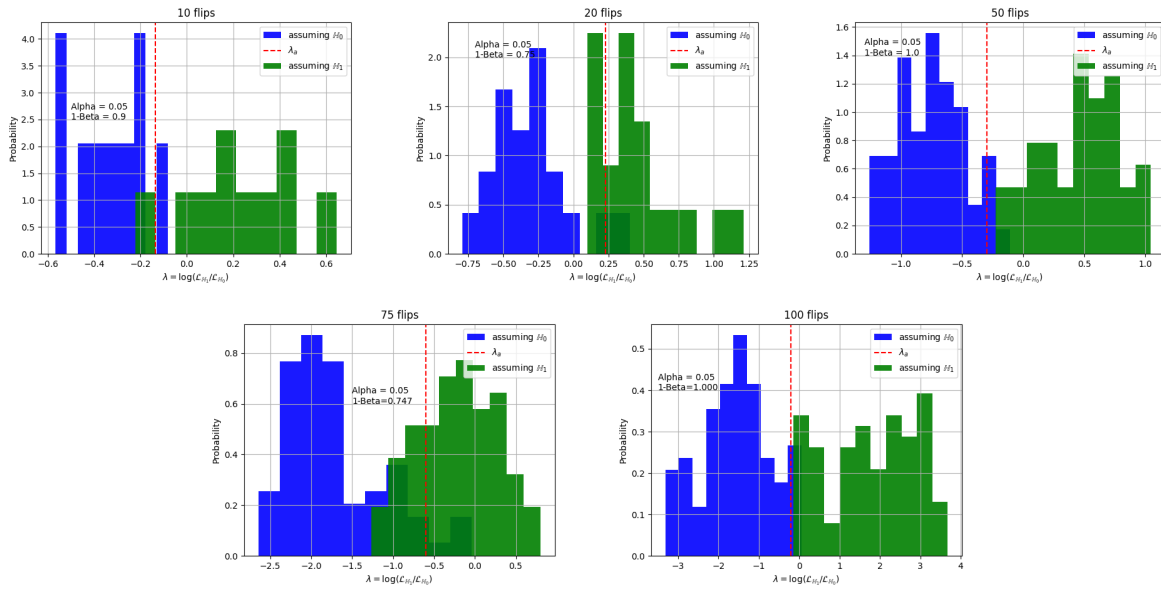 10 flips
4.0
3.5
3.0
2.5
2.0
1.5
1.0
0.5
0.0
Probability
Alpha = 0.05
1-Beta = 0.9
assuming ℍ₀
λₐ
assuming ℍ₁
−0.6 −0.4 −0.2 0.0 0.2 0.4 0.6
λ = log(ℒ_ℍ₁/ℒ_ℍ₀)
20 flips
2.0
1.5
1.0
0.5
0.0
Probability
Alpha = 0.05
1-Beta = 0.75
assuming ℍ₀
λₐ
assuming ℍ₁
−0.75 −0.50 −0.25 0.00 0.25 0.50 0.75 1.00 1.25
λ = log(ℒ_ℍ₁/ℒ_ℍ₀)
50 flips
1.6
1.4
1.2
1.0
0.8
0.6
0.4
0.2
0.0
Probability
Alpha = 0.05
1-Beta = 1.0
assuming ℍ₀
λₐ
assuming ℍ₁
−1.0 −0.5 0.0 0.5 1.0
λ = log(ℒ_ℍ₁/ℒ_ℍ₀)
75 flips
0.8
0.6
0.4
0.2
0.0
Probability
Alpha = 0.05
1-Beta=0.747
assuming ℍ₀
λₐ
assuming ℍ₁
−2.5 −2.0 −1.5 −1.0 −0.5 0.0 0.5
λ = log(ℒ_ℍ₁/ℒ_ℍ₀)
100 flips
0.5
0.4
0.3
0.2
0.1
0.0
Probability
Alpha = 0.05
1-Beta=1.000
assuming ℍ₀
λₐ
assuming ℍ₁
−3 −2 −1 0 1 2 3 4
λ = log(ℒ_ℍ₁/ℒ_ℍ₀)